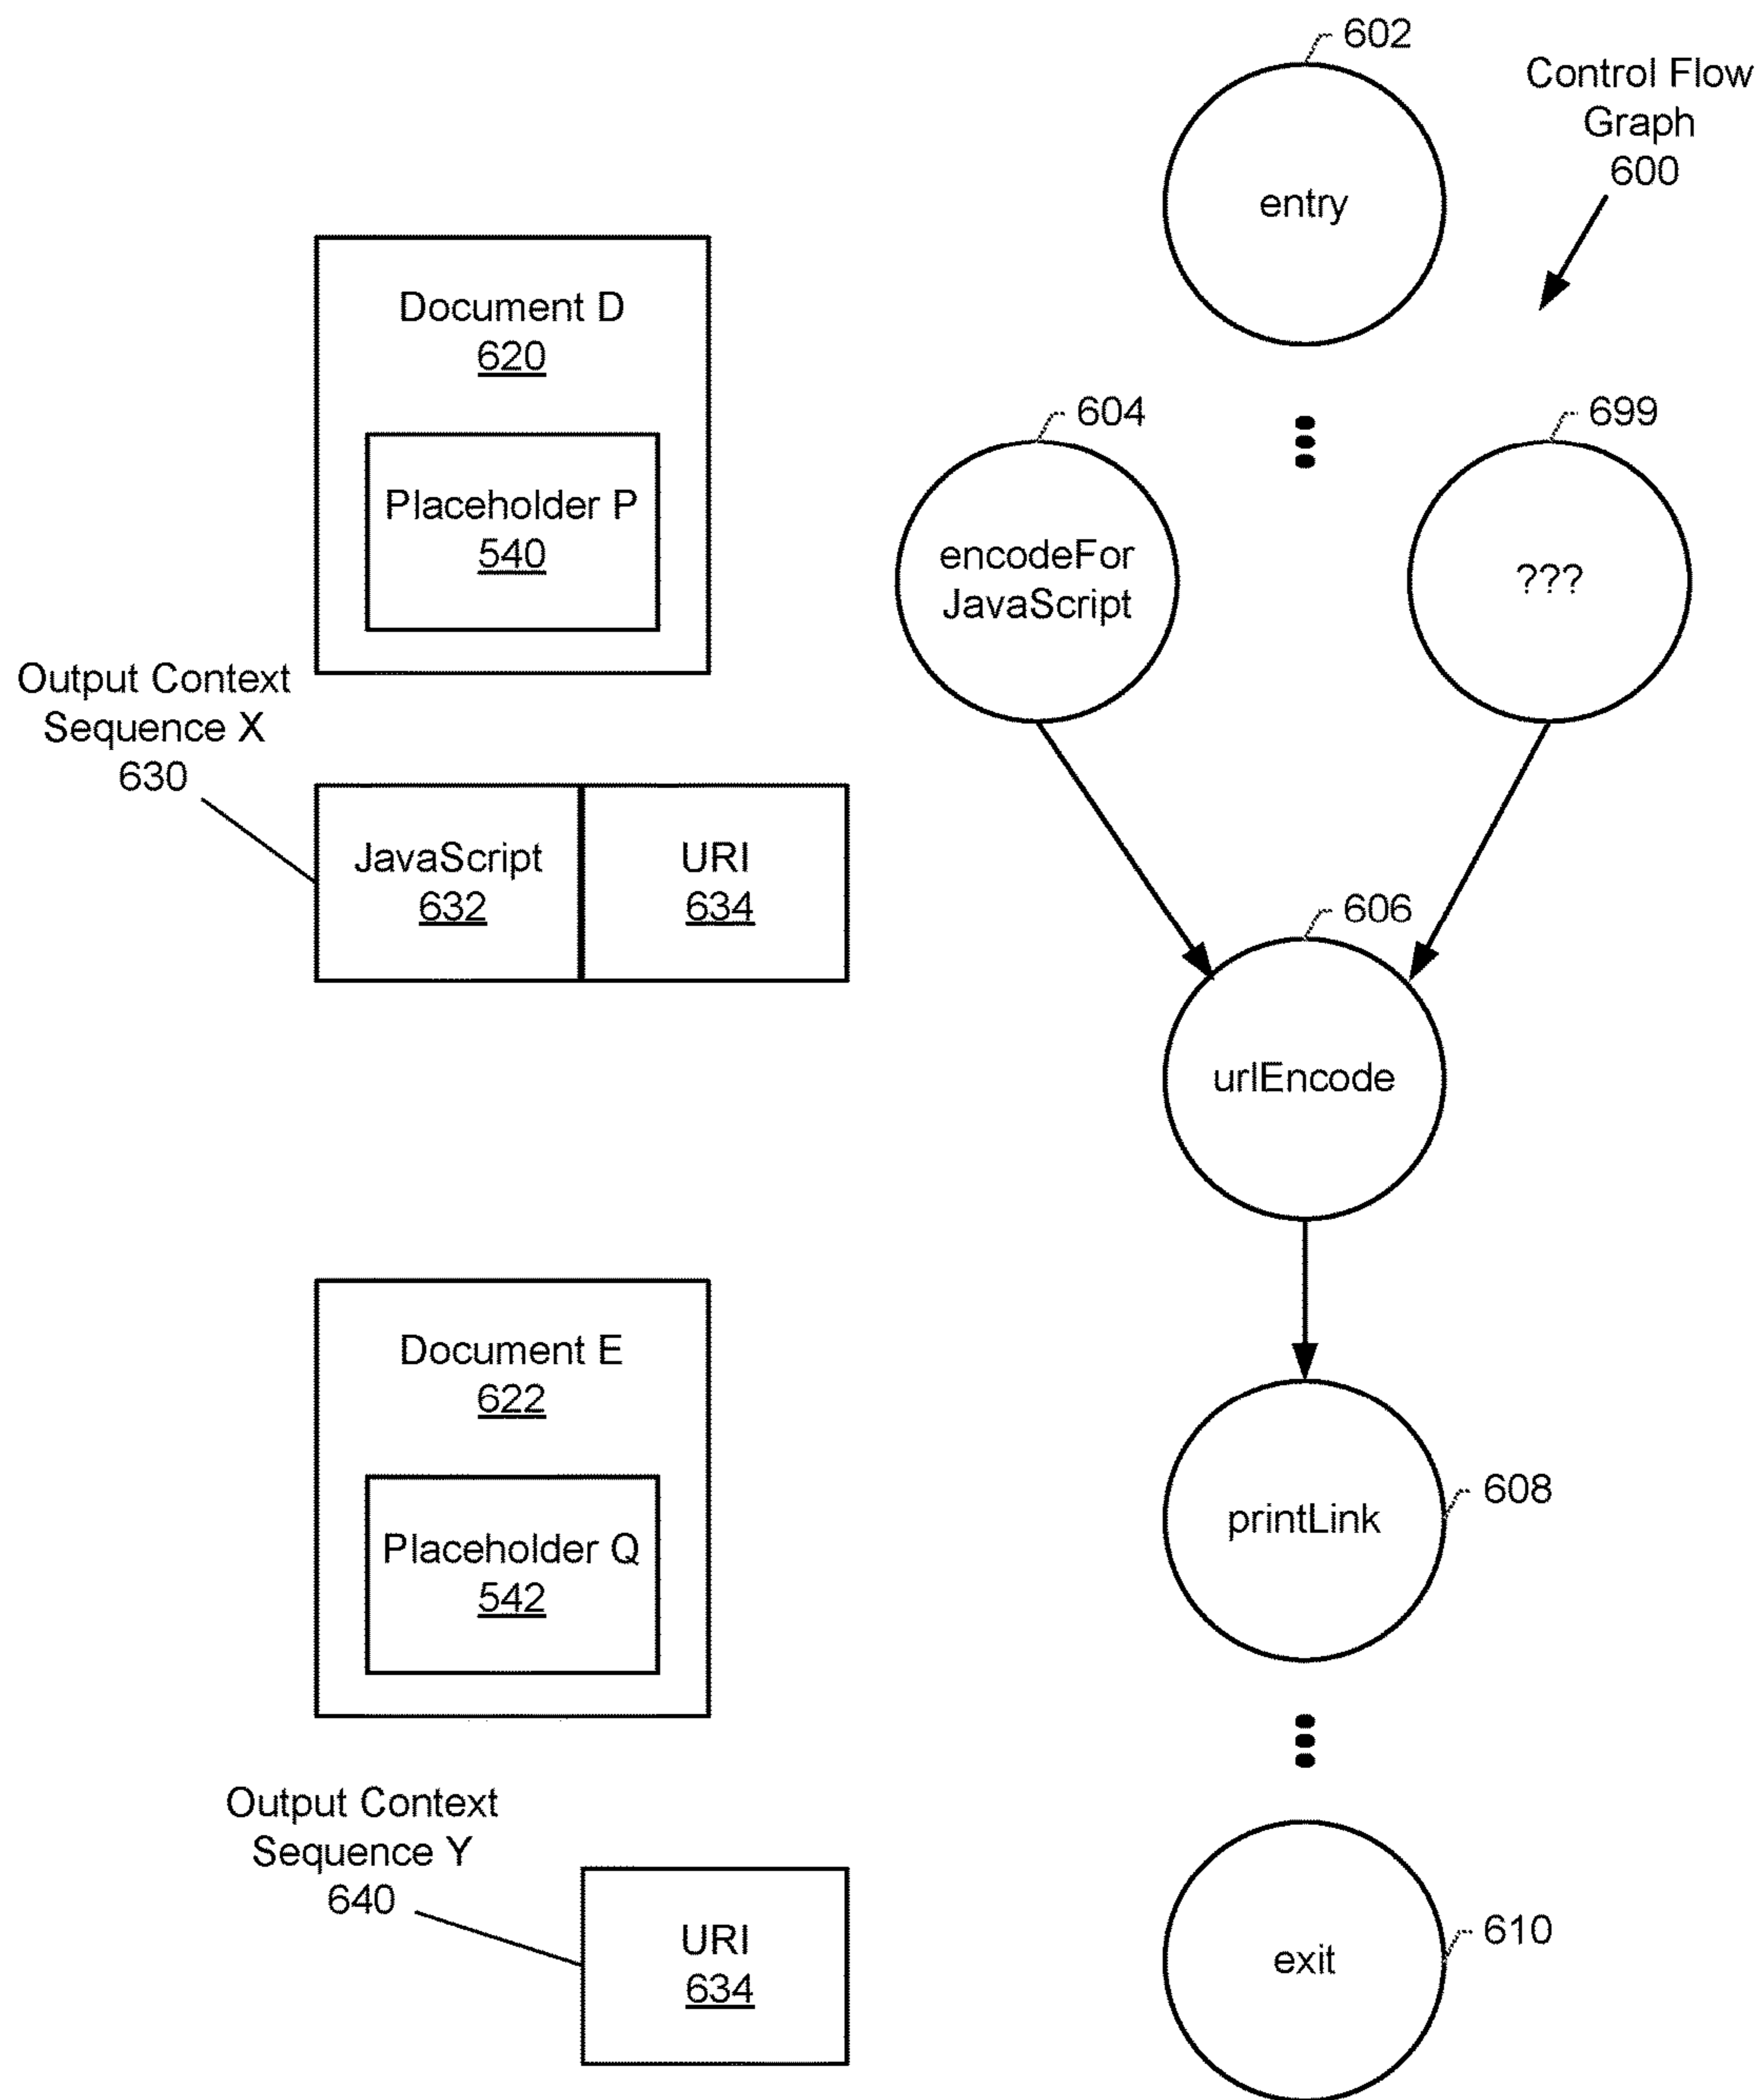 602
Control Flow
Graph
600
entry
Document D
620
Placeholder P
540
604
699
encodeFor
JavaScript
???
Output Context
Sequence X
630
JavaScript
632
URI
634
606
urlEncode
Document E
622
Placeholder Q
542
608
printLink
Output Context
Sequence Y
640
URI
634
610
exit